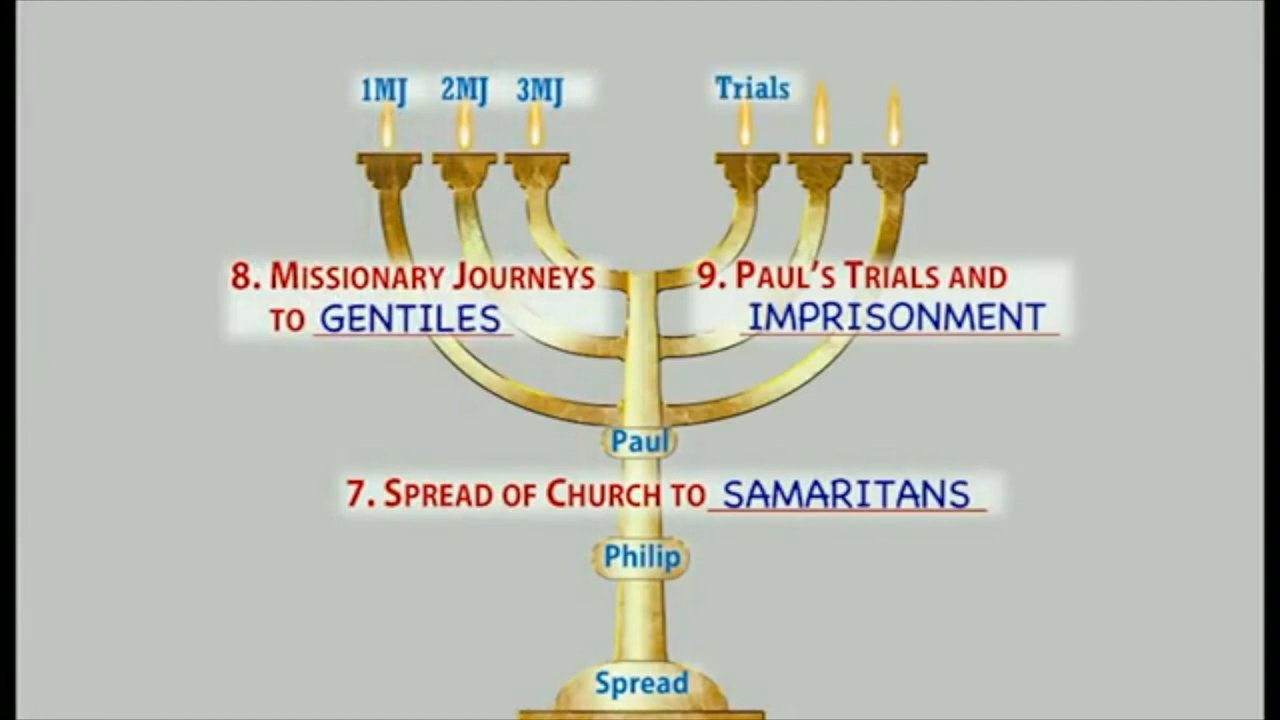 1MJ 2MJ 3MJ Trials
8. MISSIONARY JOURNEYS
TO GENTILES
9. PAUL'S TRIALS AND
IMPRISONMENT
Paul
7. SPREAD OF CHURCH TO SAMARITANS
Philip
Spread